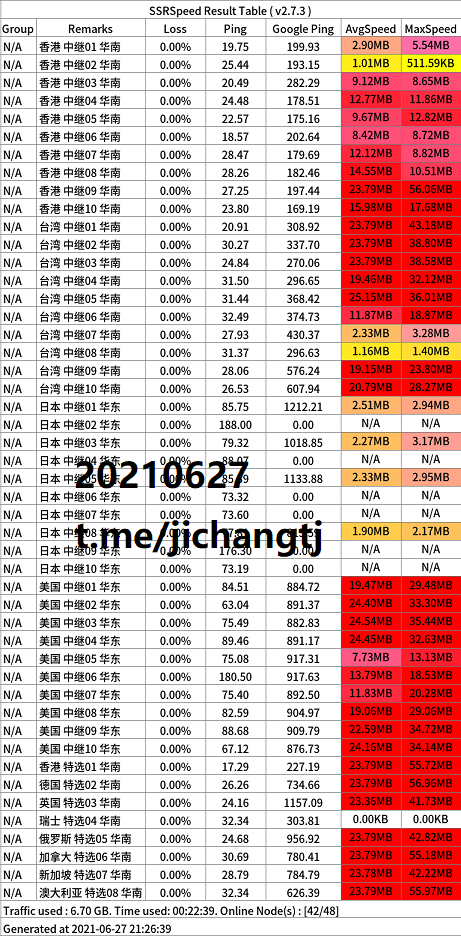 SSRSpeed Result Table ( v2.7.3 )
Group Remarks Loss Ping Google Ping AvgSpeed MaxSpeed
N/A 香港 中继01 华南 0.00% 19.75 199.93 2.90MB 5.54MB
N/A 香港 中继02 华南 0.00% 25.44 193.15 1.01MB 511.59KB
N/A 香港 中继03 华南 0.00% 20.49 282.29 9.12MB 8.65MB
N/A 香港 中继04 华南 0.00% 24.48 178.51 12.77MB 11.86MB
N/A 香港 中继05 华南 0.00% 22.57 175.16 9.67MB 12.82MB
N/A 香港 中继06 华南 0.00% 18.57 202.64 8.42MB 8.72MB
N/A 香港 中继07 华南 0.00% 28.47 179.69 12.12MB 8.82MB
N/A 香港 中继08 华南 0.00% 28.26 182.46 14.55MB 10.51MB
N/A 香港 中继09 华南 0.00% 27.25 197.44 23.79MB 56.06MB
N/A 香港 中继10 华南 0.00% 23.80 169.19 15.98MB 17.68MB
N/A 台湾 中继01 华南 0.00% 20.91 308.92 23.79MB 43.18MB
N/A 台湾 中继02 华南 0.00% 30.27 337.70 23.79MB 38.80MB
N/A 台湾 中继03 华南 0.00% 24.84 270.06 23.79MB 38.58MB
N/A 台湾 中继04 华南 0.00% 31.50 296.65 19.46MB 32.12MB
N/A 台湾 中继05 华南 0.00% 31.44 368.42 25.15MB 36.01MB
N/A 台湾 中继06 华南 0.00% 32.49 374.73 11.87MB 18.87MB
N/A 台湾 中继07 华南 0.00% 27.93 430.37 2.33MB 3.28MB
N/A 台湾 中继08 华南 0.00% 31.37 296.63 1.16MB 1.40MB
N/A 台湾 中继09 华南 0.00% 28.06 576.24 19.15MB 23.80MB
N/A 台湾 中继10 华南 0.00% 26.53 607.94 20.79MB 28.27MB
N/A 日本 中继01 华东 0.00% 85.75 1212.21 2.51MB 2.94MB
N/A 日本 中继02 华东 0.00% 188.00 0.00 N/A N/A
N/A 日本 中继03 华东 0.00% 79.32 1018.85 2.27MB 3.17MB
N/A 日本 中继04 华东 0.00% 88.07 0.00 N/A N/A
20210627
N/A 日本 华东 0.00% 1133.88 2.33MB 2.95MB
N/A 日本 中继06 华东 0.00% 73.32 0.00 N/A N/A
N/A 日本 中继07 华东 0.00% 73.60 0.00 N/A N/A
N/A 日本 中继08 华东 1.90MB 2.17MB
t.me/jichangtj
N/A 日本 中继09 华东 0.00% 176.30 0.00 N/A N/A
N/A 日本 中继10 华东 0.00% 73.19 0.00 N/A N/A
N/A 美国 中继01 华东 0.00% 84.51 884.72 19.47MB 29.48MB
N/A 美国 中继02 华东 0.00% 63.04 891.37 24.40MB 33.30MB
N/A 美国 中继03 华东 0.00% 75.49 882.83 24.54MB 35.44MB
N/A 美国 中继04 华东 0.00% 89.46 891.17 24.45MB 32.63MB
N/A 美国 中继05 华东 0.00% 75.08 917.31 7.73MB 13.13MB
N/A 美国 中继06 华东 0.00% 180.50 917.63 13.79MB 18.53MB
N/A 美国 中继07 华东 0.00% 75.40 892.50 11.83MB 20.28MB
N/A 美国 中继08 华东 0.00% 82.59 904.97 19.06MB 29.06MB
N/A 美国 中继09 华东 0.00% 88.68 909.79 22.59MB 34.72MB
N/A 美国 中继10 华东 0.00% 67.12 876.73 24.16MB 34.14MB
N/A 香港 特选01 华南 0.00% 17.29 227.19 23.79MB 55.72MB
N/A 德国 特选02 华南 0.00% 26.26 734.66 23.79MB 56.96MB
N/A 英国 特选03 华南 0.00% 24.16 1157.09 23.36MB 41.73MB
N/A 瑞士 特选04 华南 0.00% 32.34 303.81 0.00KB 0.00KB
N/A 俄罗斯 特选05 华南 0.00% 24.68 956.92 23.79MB 42.82MB
N/A 加拿大 特选06 华南 0.00% 30.69 780.41 23.79MB 55.18MB
N/A 新加坡 特选07 华南 0.00% 28.79 784.79 23.78MB 42.22MB
N/A 澳大利亚 特选08 华南 0.00% 32.34 626.39 23.79MB 55.97MB
Traffic used : 6.70 GB. Time used: 00:22:39. Online Node(s) : [42/48]
Generated at 2021-06-27 21:26:39